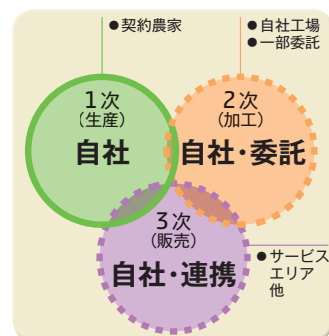 ●契約農家
●自社工場
●一部委託
1次
(生産)
自社
2次
(加工)
自社・委託
3次
(販売)
自社・連携
●サービス
エリア
他